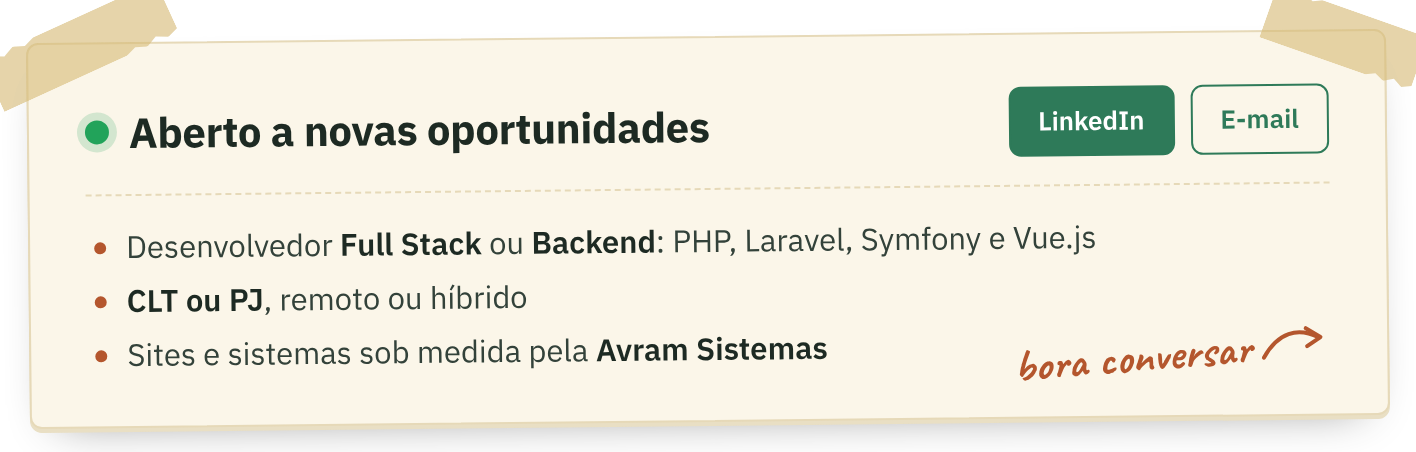 Aberto a novas oportunidades
LinkedIn
E-mail
Desenvolvedor Full Stack ou Backend: PHP, Laravel, Symfony e Vue.js
CLT ou PJ, remoto ou híbrido
Sites e sistemas sob medida pela Avram Sistemas
bora conversar